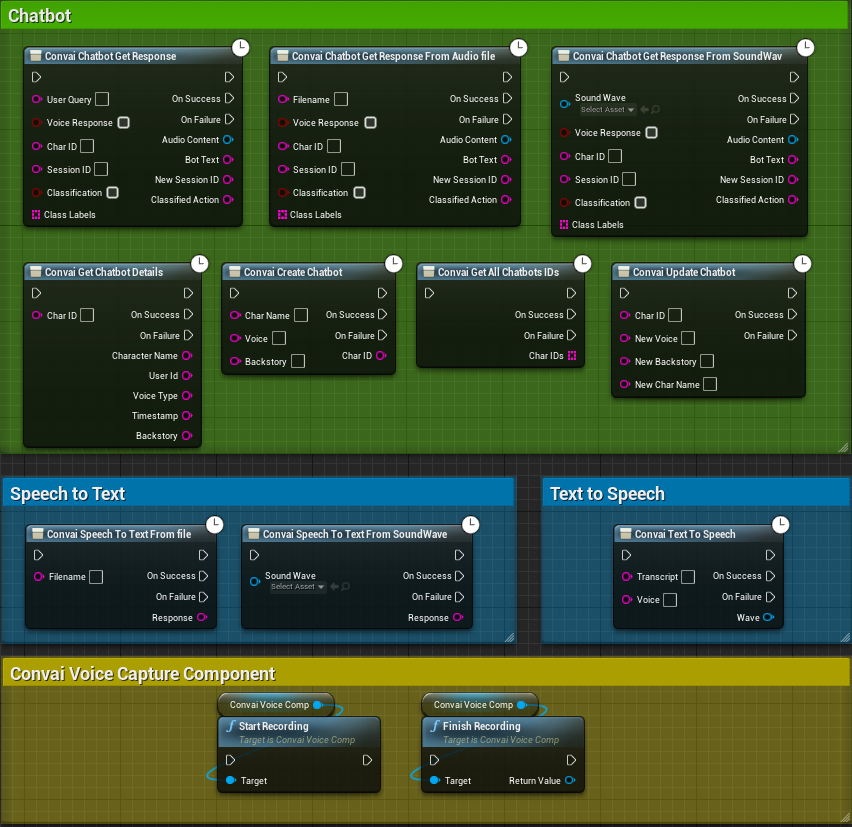 Chatbot
Convai Chatbot Get Response
User Query
On Success
Voice Response
On Failure
Char ID
Audio Content
Session ID
Bot Text
Classification
New Session ID
Class Labels
Classified Action
Convai Chatbot Get Response From Audio file
Filename
On Success
Voice Response
On Failure
Char ID
Audio Content
Session ID
Bot Text
Classification
New Session ID
Class Labels
Classified Action
Convai Chatbot Get Response From SoundWav
Sound Wave
Select Asset
On Success
Voice Response
On Failure
Char ID
Audio Content
Session ID
Bot Text
Classification
New Session ID
Class Labels
Classified Action
Convai Get Chatbot Details
Char ID
On Success
On Failure
Character Name
User Id
Voice Type
Timestamp
Backstory
Convai Create Chatbot
Char Name
On Success
Voice
On Failure
Backstory
Char ID
Convai Get All Chatbots IDs
On Success
On Failure
Char IDs
Convai Update Chatbot
Char ID
On Success
New Voice
On Failure
New Backstory
New Char Name
Speech to Text
Convai Speech To Text From file
Filename
On Success
On Failure
Response
Convai Speech To Text From SoundWave
Sound Wave
Select Asset
On Success
On Failure
Response
Text to Speech
Convai Text To Speech
Transcript
On Success
Voice
On Failure
Wave
Convai Voice Capture Component
Convai Voice Comp
Start Recording
Target is Convai Voice Comp
Target
Convai Voice Comp
Finish Recording
Target is Convai Voice Comp
Target
Return Value